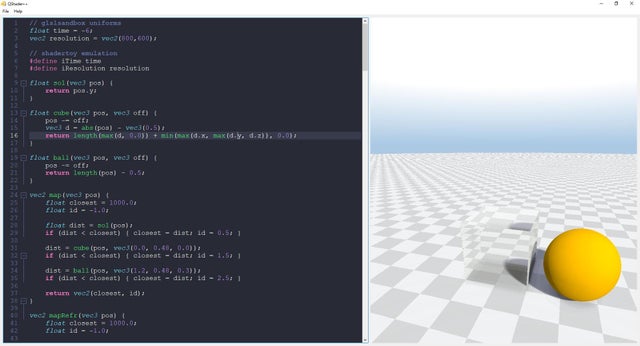 QShader++
File Help
1 // glslsandbox uniforms
2 float time = -6;
3 vec2 resolution = vec2(800,600);
4
5 // shadertoy emulation
6 #define iTime time
7 #define iResolution resolution
8
9 float sol(vec3 pos) {
10 return pos.y;
11 }
12
13 float cube(vec3 pos, vec3 off) {
14 pos -= off;
15 vec3 d = abs(pos) - vec3(0.5);
16 return length(max(d, 0.0)) + min(max(d.x, max(d.y, d.z)), 0.0);
17 }
18
19 float ball(vec3 pos, vec3 off) {
20 pos -= off;
21 return length(pos) - 0.5;
22 }
23
24 vec2 map(vec3 pos) {
25 float closest = 1000.0;
26 float id = -1.0;
27
28 float dist = sol(pos);
29 if (dist < closest) { closest = dist; id = 0.5; }
30
31 dist = cube(pos, vec3(0.0, 0.48, 0.0));
32 if (dist < closest) { closest = dist; id = 1.5; }
33
34 dist = ball(pos, vec3(1.2, 0.48, 0.3));
35 if (dist < closest) { closest = dist; id = 2.5; }
36
37 return vec2(closest, id);
38 }
39
40 vec2 mapRefr(vec3 pos) {
41 float closest = 1000.0;
42 float id = -1.0;
43